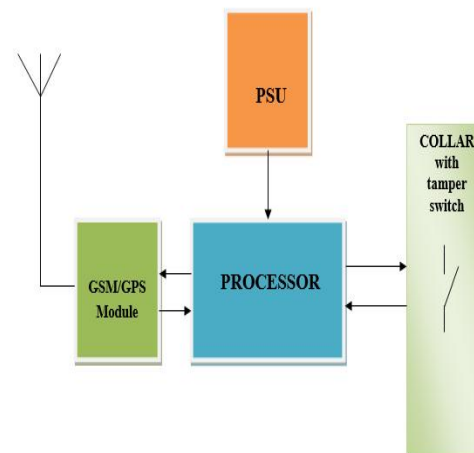 PSU
COLLAR
with
tamper
switch
PROCESSOR
GSM/GPS
Module